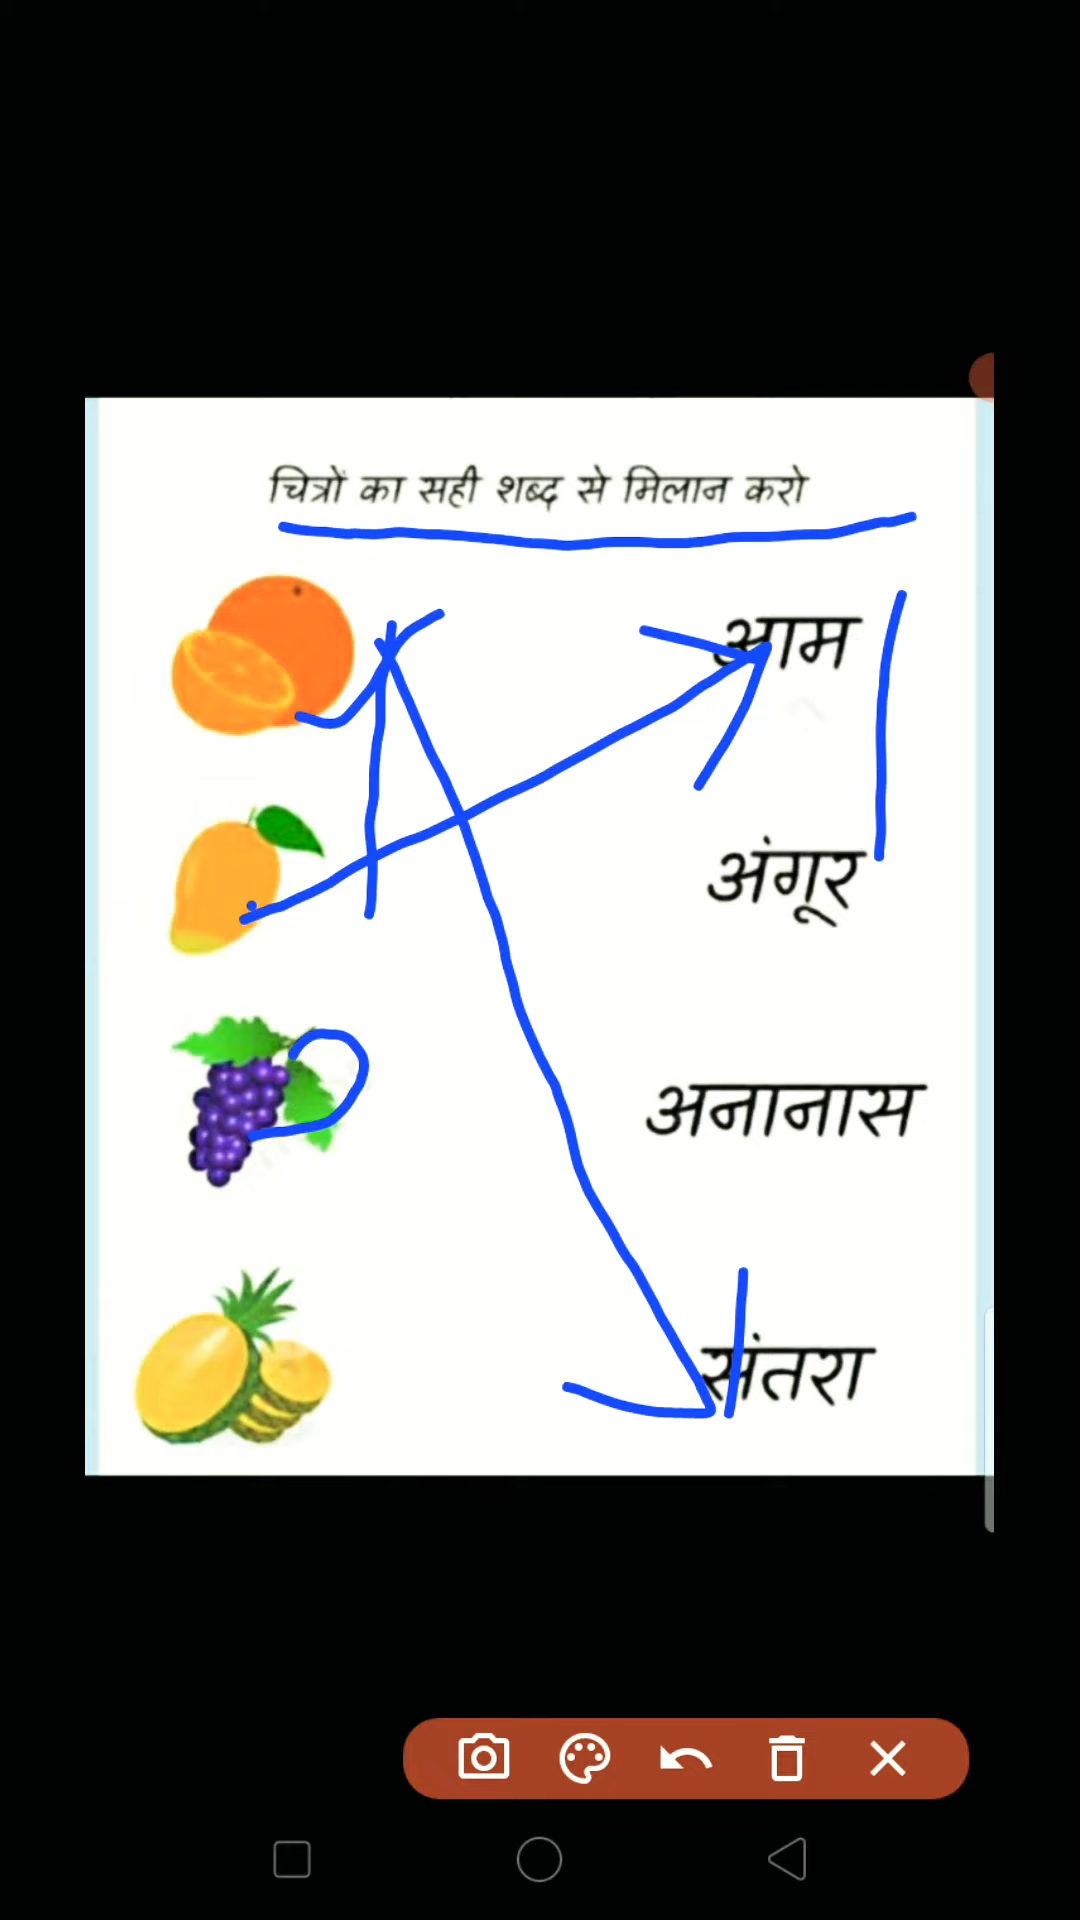 चित्रों का सही शब्द से मिलान करो
आम
अंगूर
अनानास
संतरा